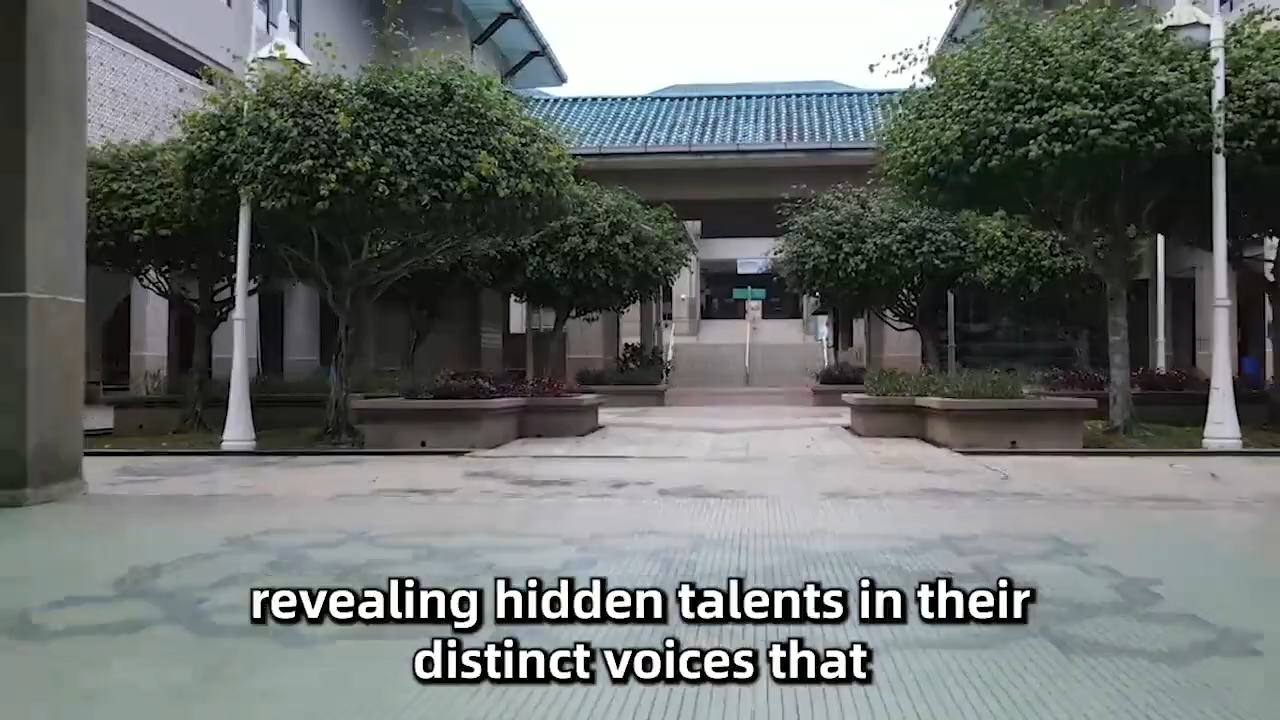 revealing hidden talents in their
distinct voices that